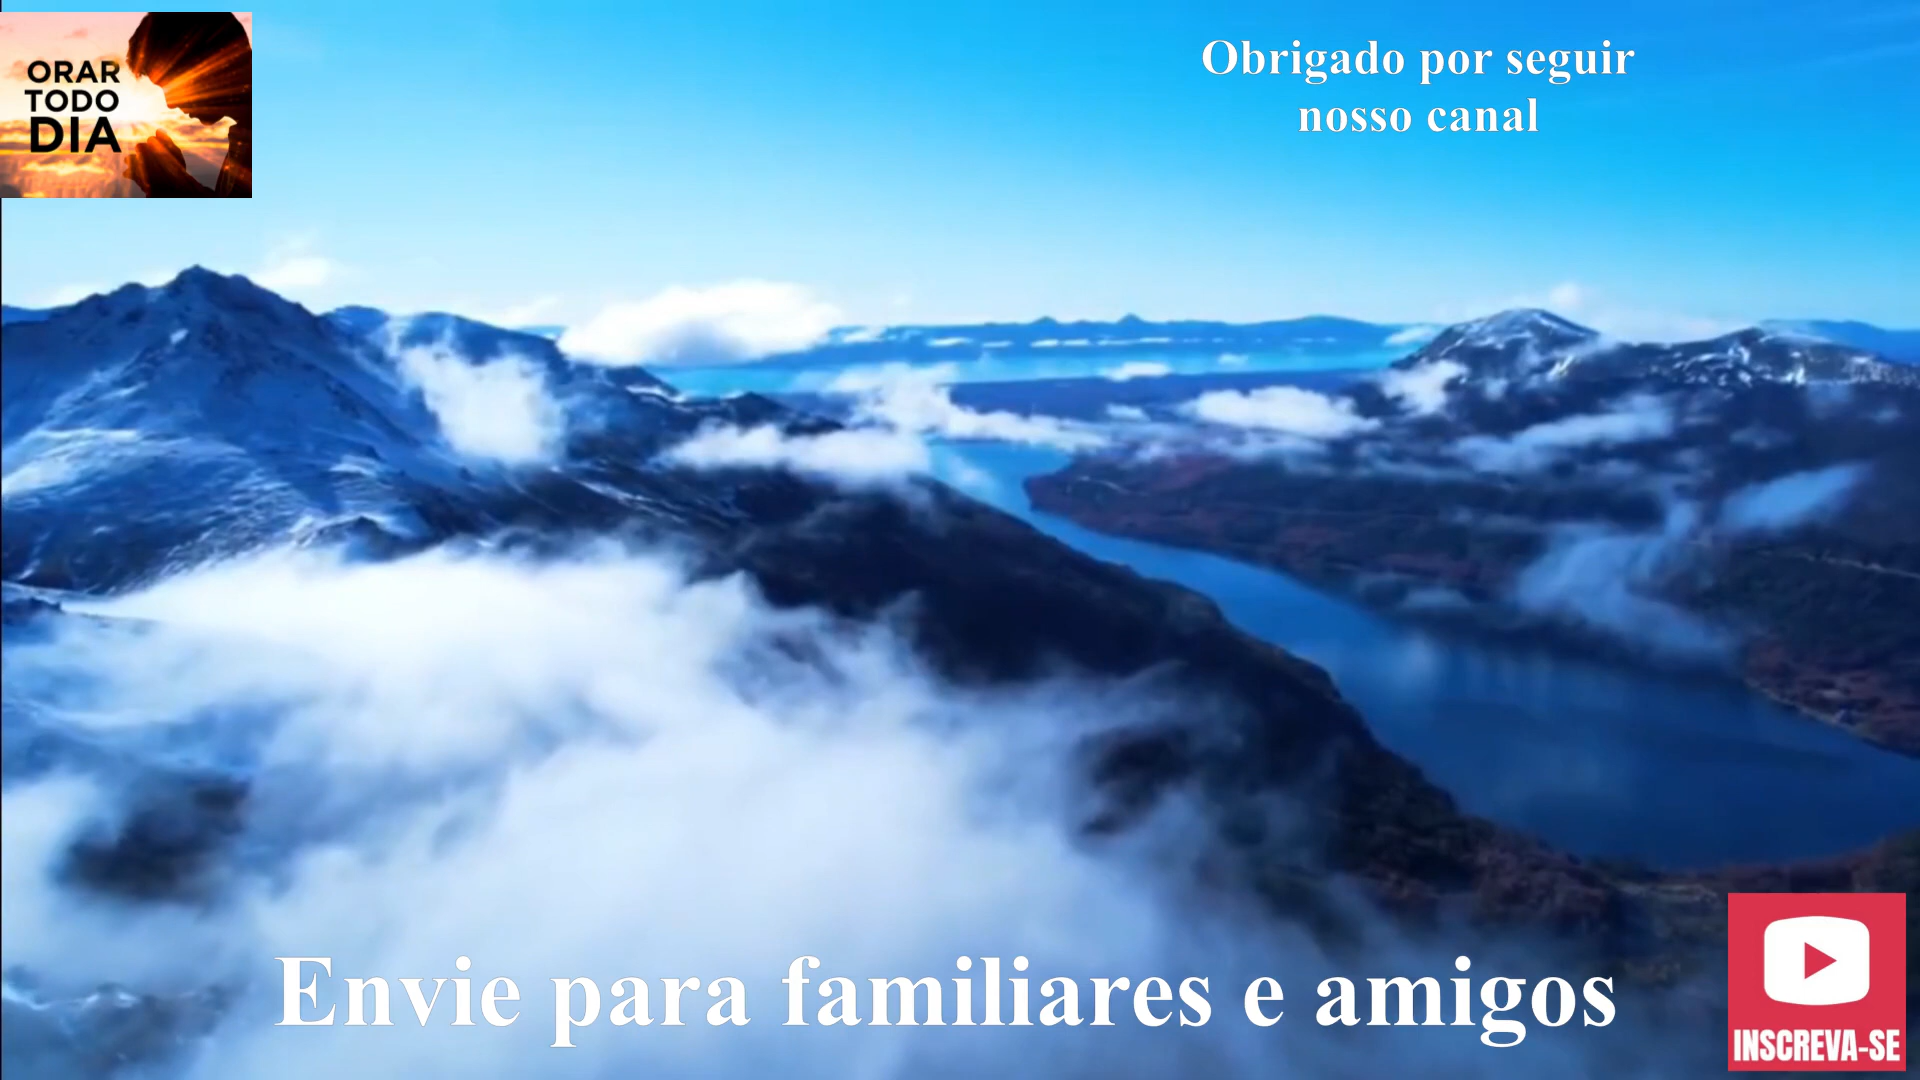 ORAR
TODO
DIA
Obrigado por seguir
nosso canal
Envie para familiares e amigos
INSCREVA-SE